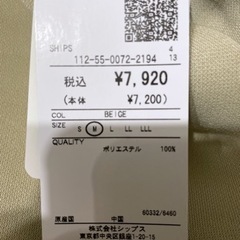 SHIPS
4
13
112-55-0072-2194
税込 ¥7,920
(本体 ¥7,200)
COL BEIGE
SIZE S M L LL LLL
QUALITY
ポリエステル 100%
60332/6460
原産国 中国
株式会社シップス
東京都中央区銀座1-20-15